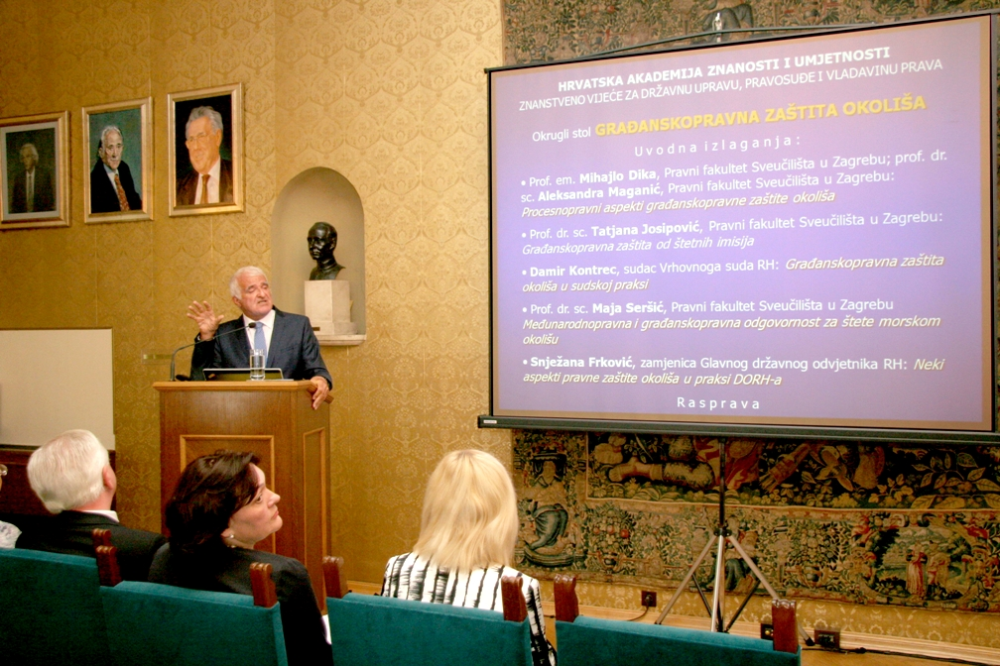 HRVATSKA AKADEMIJA ZNANOSTI I UMJETNOSTI
ZNANSTVENO VIJEĆE ZA DRŽAVNU UPRAVU, PRAVOSUĐE I VLADAVINU PRAVA
Okrugli stol GRAĐANSKOPRAVNA ZAŠTITA OKOLIŠA
Uvodna izlaganja:
• Prof. em. Mihajlo Dika, Pravni fakultet Sveučilišta u Zagrebu; prof. dr.
sc. Aleksandra Maganić, Pravni fakultet Sveučilišta u Zagrebu:
Procesnopravni aspekti građanskopravne zaštite okoliša
• Prof. dr. sc. Tatjana Josipović, Pravni fakultet Sveučilišta u Zagrebu:
Građanskopravna zaštita od štetnih imisija
• Damir Kontrec, sudac Vrhovnoga suda RH: Građanskopravna zaštita
okoliša u sudskoj praksi
• Prof. dr. sc. Maja Seršić, Pravni fakultet Sveučilišta u Zagrebu
Međunarodnopravna i građanskopravna odgovornost za štete morskom
okolišu
• Snježana Frković, zamjenica Glavnog državnog odvjetnika RH: Neki
aspekti pravne zaštite okoliša u praksi DORH-a
Rasprava